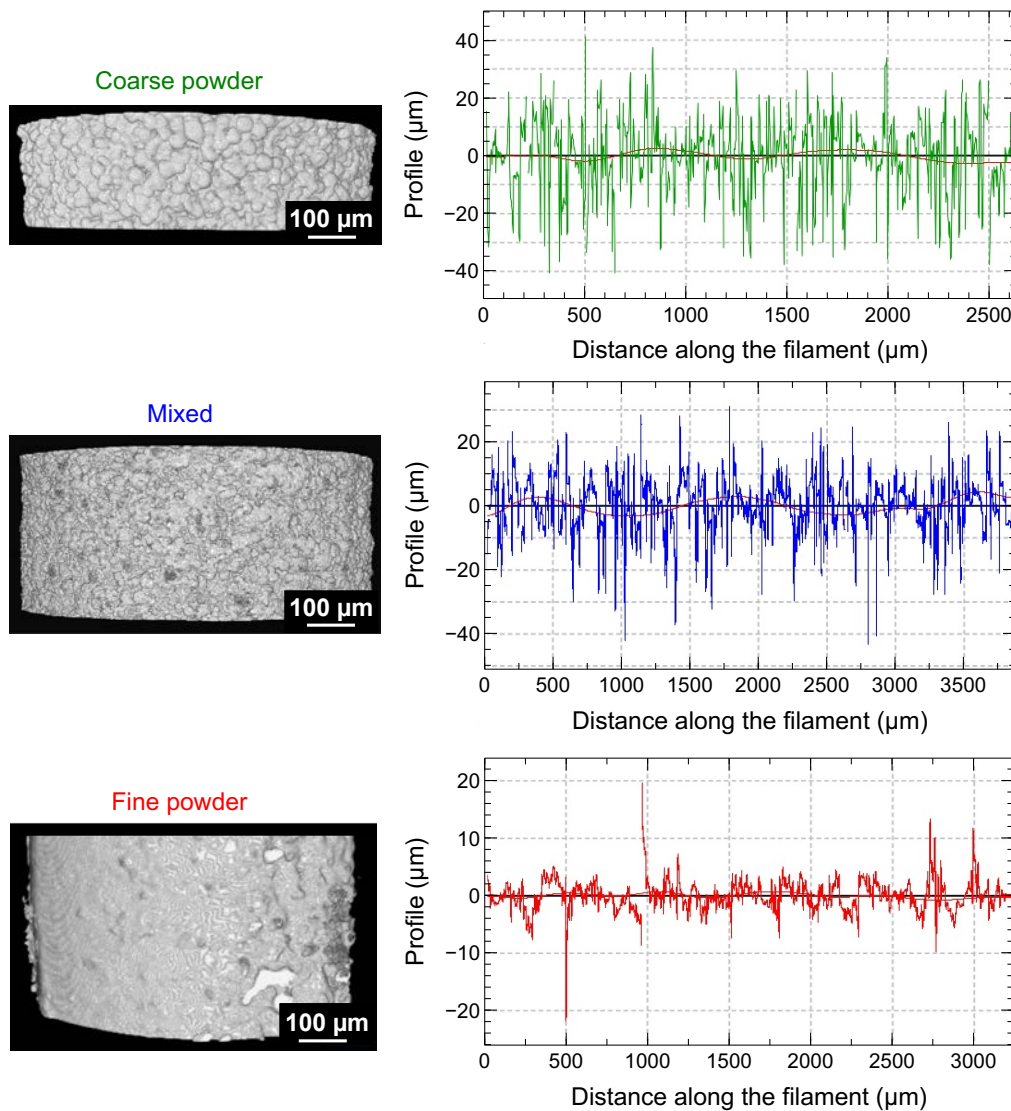 Coarse powder
100 µm
40
20
0
−20
−40
Profile (µm)
0 500 1000 1500 2000 2500
Distance along the filament (µm)
Mixed
100 µm
20
0
−20
−40
Profile (µm)
0 500 1000 1500 2000 2500 3000 3500
Distance along the filament (µm)
Fine powder
100 µm
20
10
0
−10
−20
Profile (µm)
0 500 1000 1500 2000 2500 3000
Distance along the filament (µm)